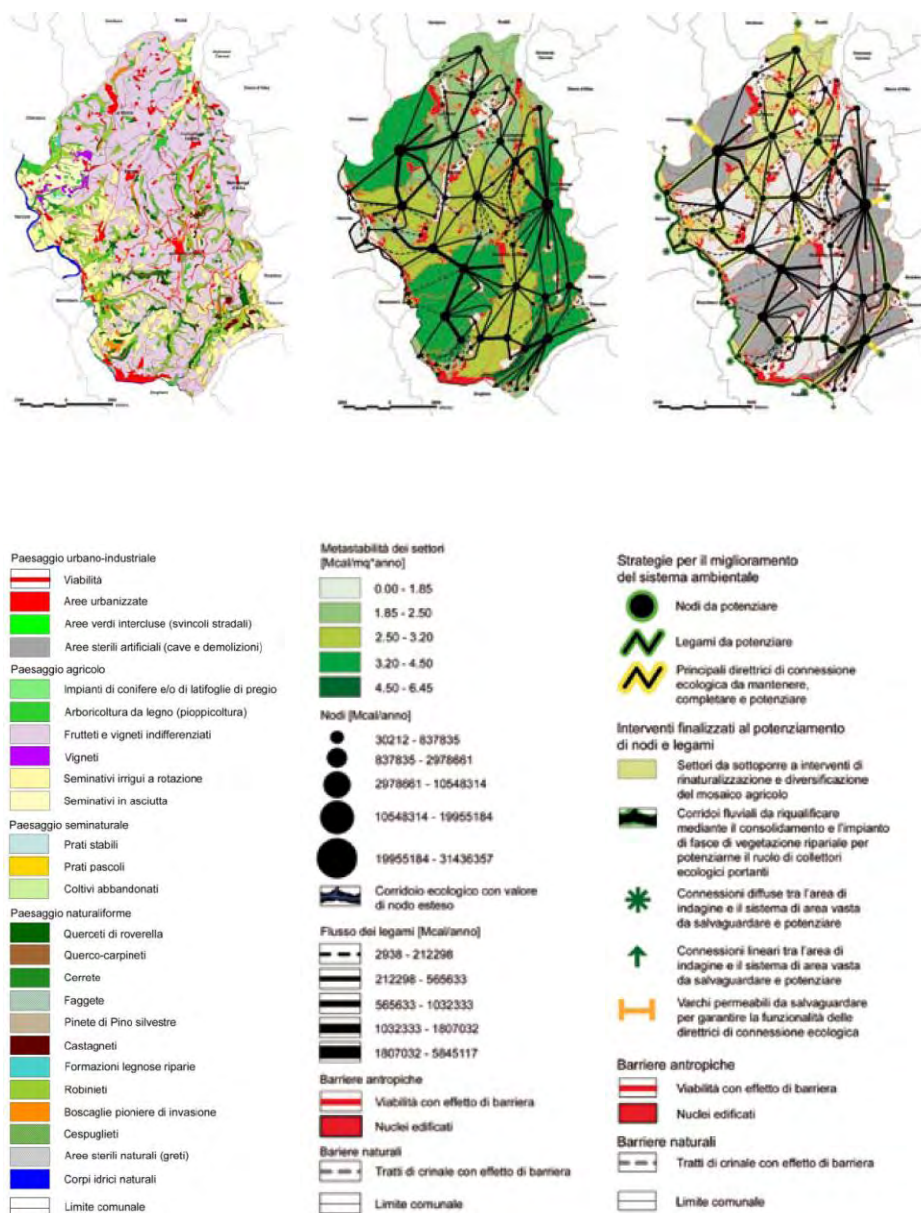 Paesaggio urbano-industriale
Viabilità
Aree urbanizzate
Aree verdi intercluse (svincoli stradali)
Aree sterili artificiali (cave e demolizioni)
Paesaggio agricolo
Impianti di conifere e/o di latifoglie di pregio
Arboricoltura da legno (pioppicoltura)
Frutteti e vigneti indifferenziati
Vigneti
Seminativi irrigui a rotazione
Seminativi in asciutta
Paesaggio seminaturale
Prati stabili
Prati pascoli
Coltivi abbandonati
Paesaggio naturaliforme
Querceti di roverella
Querco-carpineti
Cerrete
Faggete
Pinete di Pino silvestre
Castagneti
Formazioni legnose riparie
Robinieti
Boscaglie pioniere di invasione
Cespuglieti
Aree sterili naturali (greti)
Corpi idrici naturali
Limite comunale
Metastabilità dei settori
[Mcal/mq*anno]
0.00 - 1.85
1.85 - 2.50
2.50 - 3.20
3.20 - 4.50
4.50 - 6.45
Nodi [Mcal/anno]
30212 - 837835
837835 - 2978661
2978661 - 10548314
10548314 - 19955184
19955184 - 31436357
Corridoio ecologico con valore
di nodo esteso
Flusso dei legami [Mcal/anno]
2938 - 212298
212298 - 565633
565633 - 1032333
1032333 - 1807032
1807032 - 5845117
Barriere antropiche
Viabilità con effetto di barriera
Nuclei edificati
Bariere naturali
Tratti di crinale con effetto di barriera
Limite comunale
Strategie per il miglioramento
del sistema ambientale
Nodi da potenziare
Legami da potenziare
Principali direttrici di connessione
ecologica da mantenere,
completare e potenziare
Interventi finalizzati al potenziamento
di nodi e legami
Settori da sottoporre a interventi di
rinaturalizzazione e diversificazione
del mosaico agricolo
Corridoi fluviali da riqualificare
mediante il consolidamento e l'impianto
di fasce di vegetazione ripariale per
potenziarne il ruolo di collettori
ecologici portanti
Connessioni diffuse tra l'area di
indagine e il sistema di area vasta
da salvaguardare e potenziare
Connessioni lineari tra l'area di
indagine e il sistema di area vasta
da salvaguardare e potenziare
Varchi permeabili da salvaguardare
per garantire la funzionalità delle
direttrici di connessione ecologica
Barriere antropiche
Viabilità con effetto di barriera
Nuclei edificati
Barriere naturali
Tratti di crinale con effetto di barriera
Limite comunale